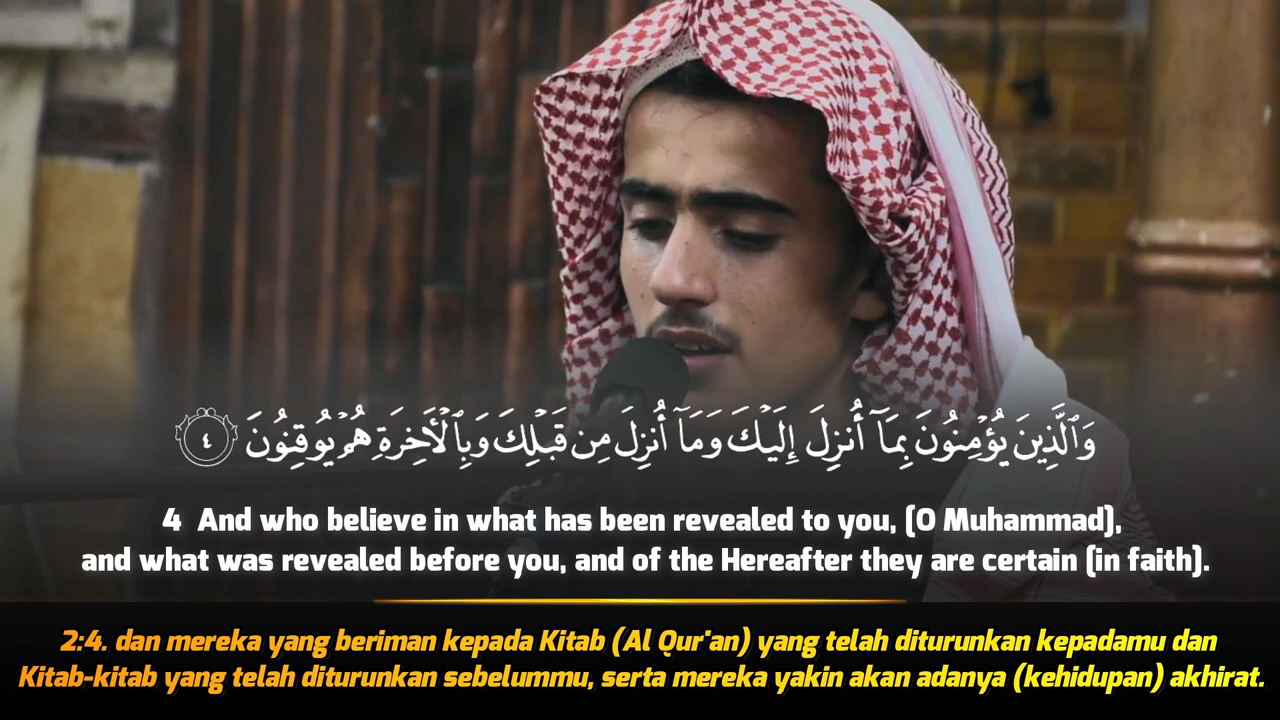 وَٱلَّذِينَ يُؤْمِنُونَ بِمَآ أُنزِلَ إِلَيْكَ وَمَآ أُنزِلَ مِن قَبْلِكَ وَبِٱلْأَخِرَةِ هُمْ يُوقِنُونَ ٤
4 And who believe in what has been revealed to you, (O Muhammad),
and what was revealed before you, and of the Hereafter they are certain (in faith).
2:4. dan mereka yang beriman kepada Kitab (Al Qur'an) yang telah diturunkan kepadamu dan
Kitab-kitab yang telah diturunkan sebelummu, serta mereka yakin akan adanya (kehidupan) akhirat.